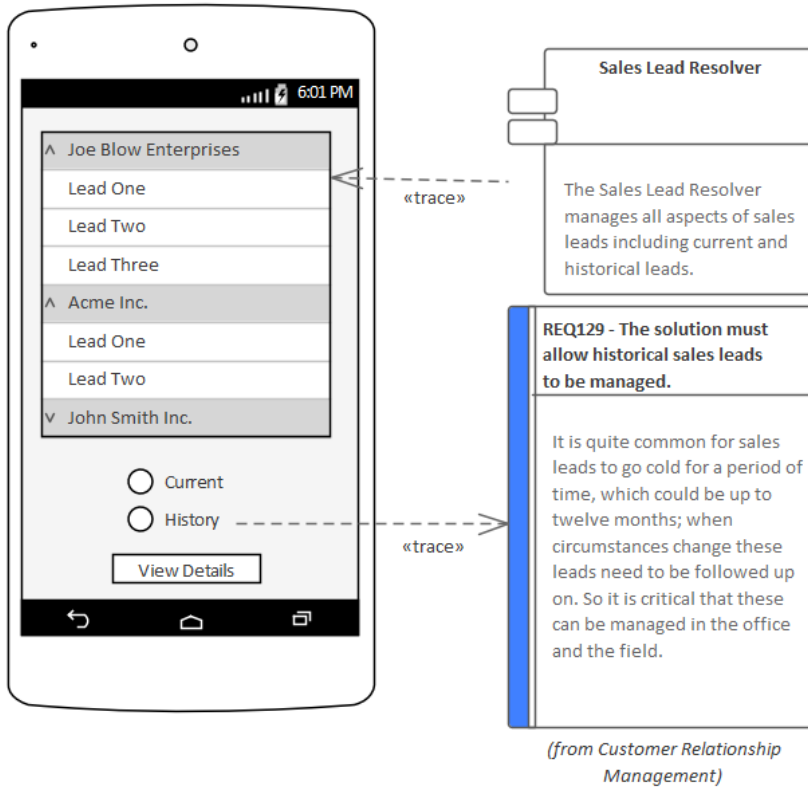 6:01 PM
^ Joe Blow Enterprises
Lead One
Lead Two
Lead Three
^ Acme Inc.
Lead One
Lead Two
v John Smith Inc.
Current
History
View Details
«trace»
«trace»
Sales Lead Resolver
The Sales Lead Resolver
manages all aspects of sales
leads including current and
historical leads.
REQ129 - The solution must
allow historical sales leads
to be managed.
It is quite common for sales
leads to go cold for a period of
time, which could be up to
twelve months; when
circumstances change these
leads need to be followed up
on. So it is critical that these
can be managed in the office
and the field.
(from Customer Relationship
Management)